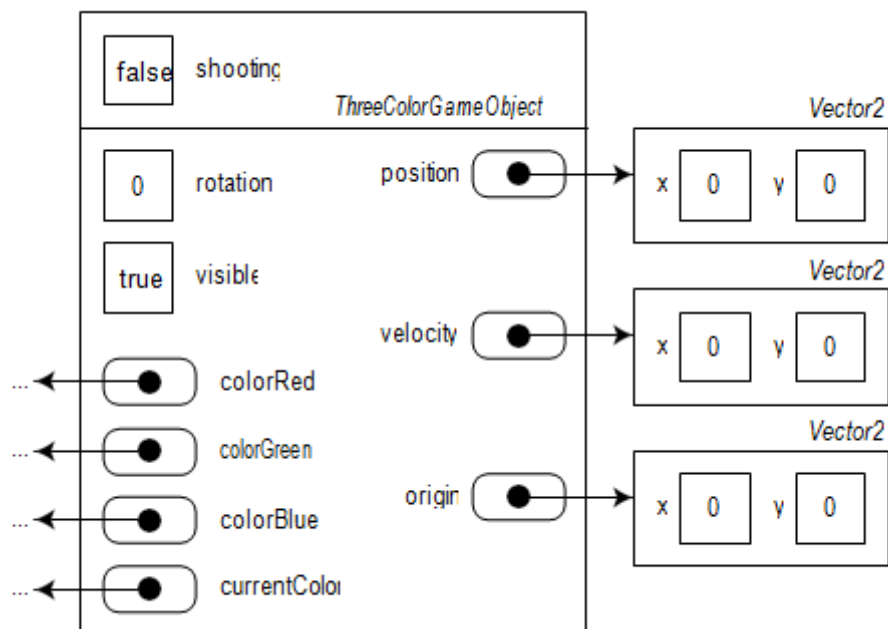 false shooting
ThreeColorGameObject
Vector2
0 rotation
position
x 0 y 0
true visible
Vector2
velocity
x 0 y 0
... colorRed
Vector2
... colorGreen
origin
x 0 y 0
... colorBlue
... currentColor